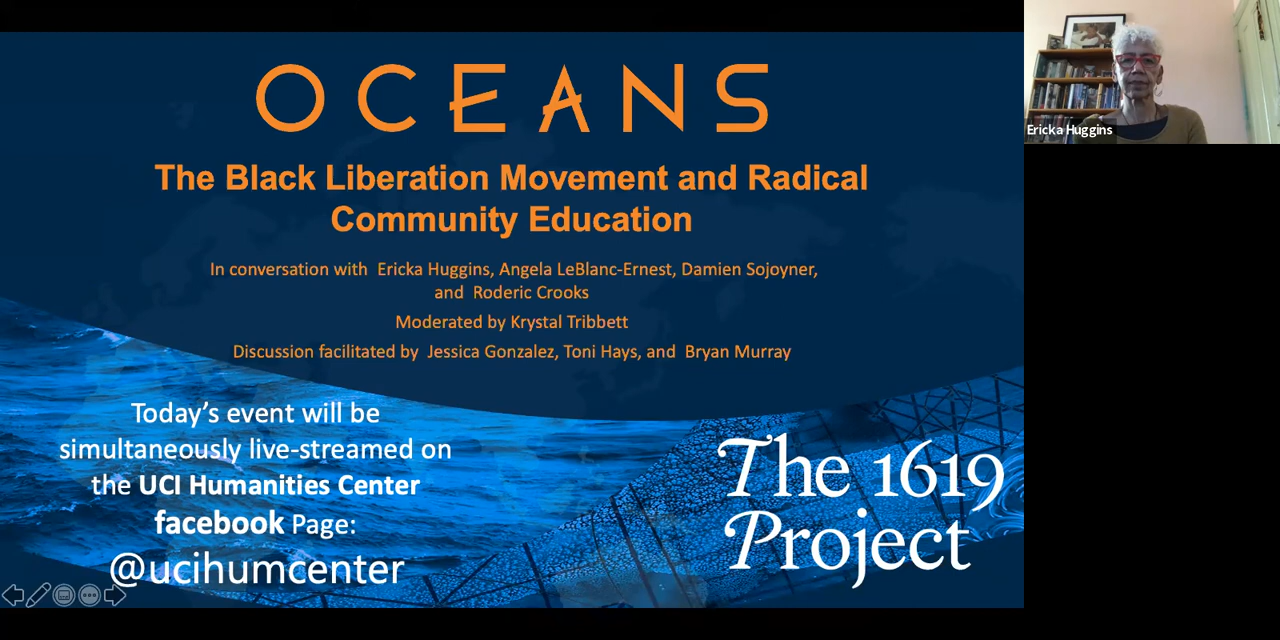 OCEANS
The Black Liberation Movement and Radical
Community Education
In conversation with Ericka Huggins, Angela LeBlanc-Ernest, Damien Sojoyner,
and Roderic Crooks
Moderated by Krystal Tribbett
Discussion facilitated by Jessica Gonzalez, Toni Hays, and Bryan Murray
Today’s event will be
simultaneously live-streamed on
the UCI Humanities Center
facebook Page:
@ucihumcenter
The 1619
Project
Ericka Huggins